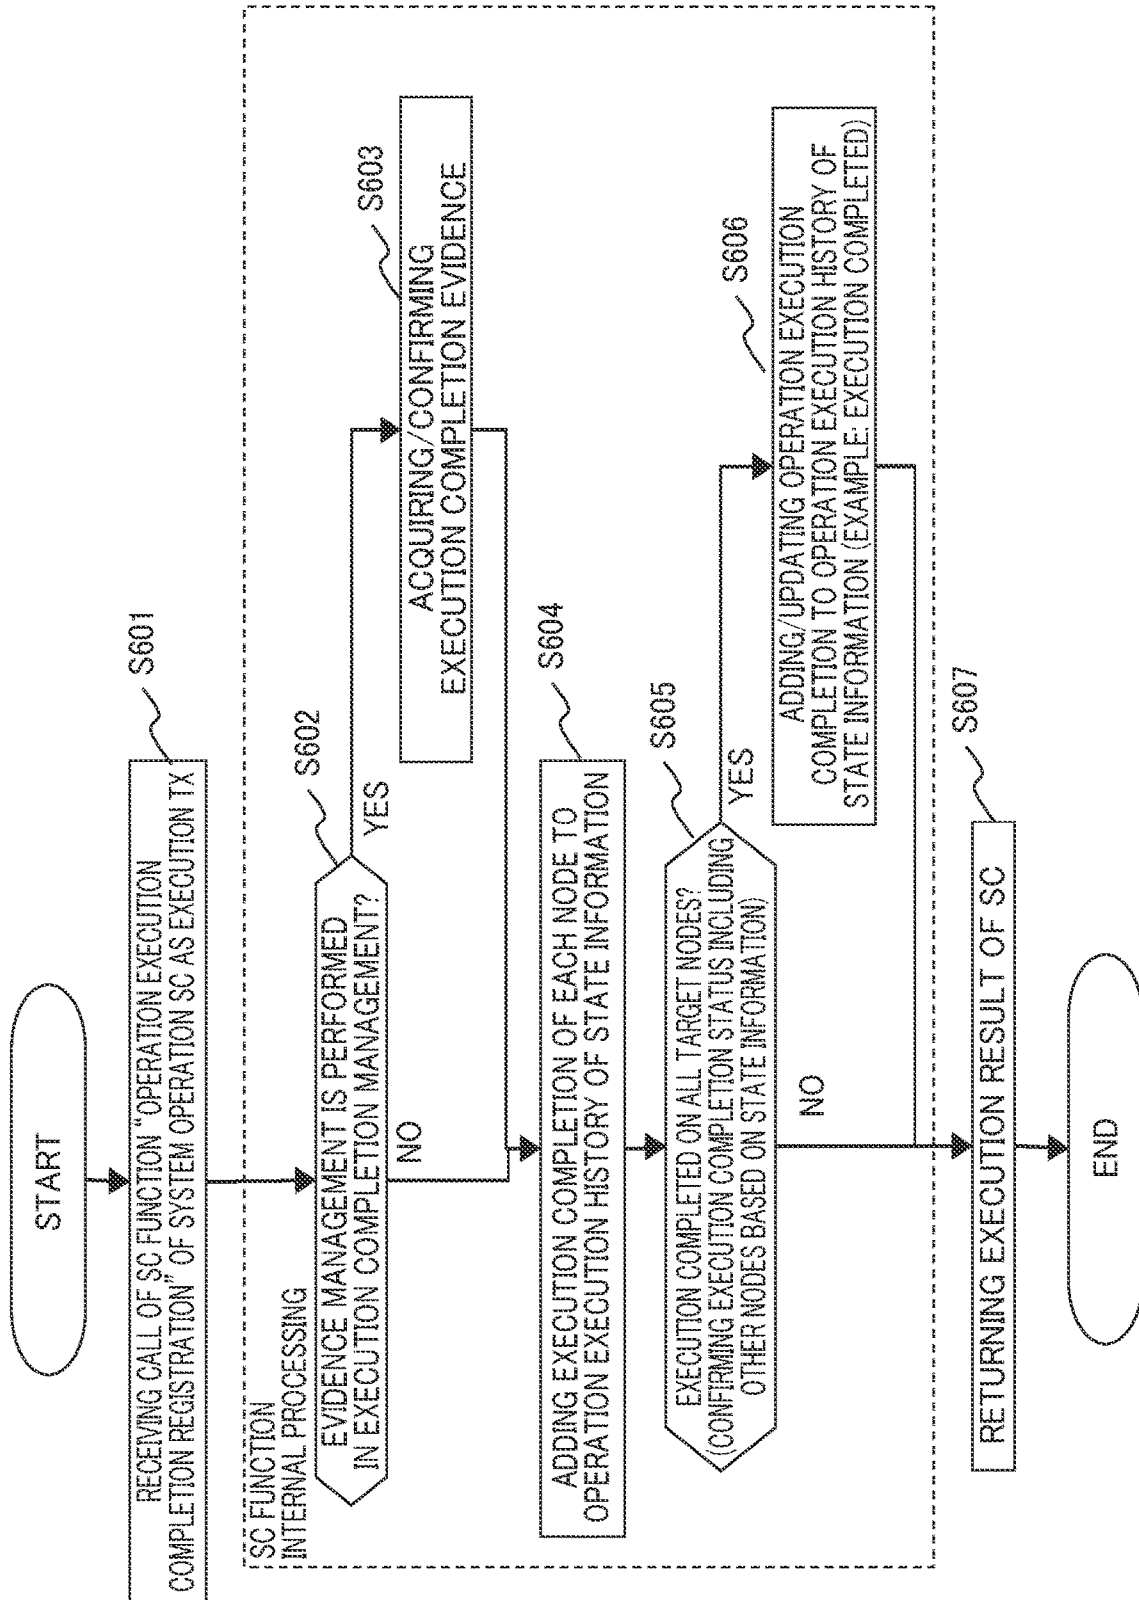 START
S601
RECEIVING CALL OF SC FUNCTION "OPERATION EXECUTION
COMPLETION REGISTRATION" OF SYSTEM OPERATION SC AS EXECUTION TX
SC FUNCTION
INTERNAL PROCESSING
S602
EVIDENCE MANAGEMENT IS PERFORMED
IN EXECUTION COMPLETION MANAGEMENT?
YES
NO
S603
ACQUIRING/CONFIRMING
EXECUTION COMPLETION EVIDENCE
S604
ADDING EXECUTION COMPLETION OF EACH NODE TO
OPERATION EXECUTION HISTORY OF STATE INFORMATION
S605
EXECUTION COMPLETED ON ALL TARGET NODES?
(CONFIRMING EXECUTION COMPLETION STATUS INCLUDING
OTHER NODES BASED ON STATE INFORMATION)
YES
NO
S606
ADDING/UPDATING OPERATION EXECUTION
COMPLETION TO OPERATION EXECUTION HISTORY OF
STATE INFORMATION (EXAMPLE: EXECUTION COMPLETED)
S607
RETURNING EXECUTION RESULT OF SC
END